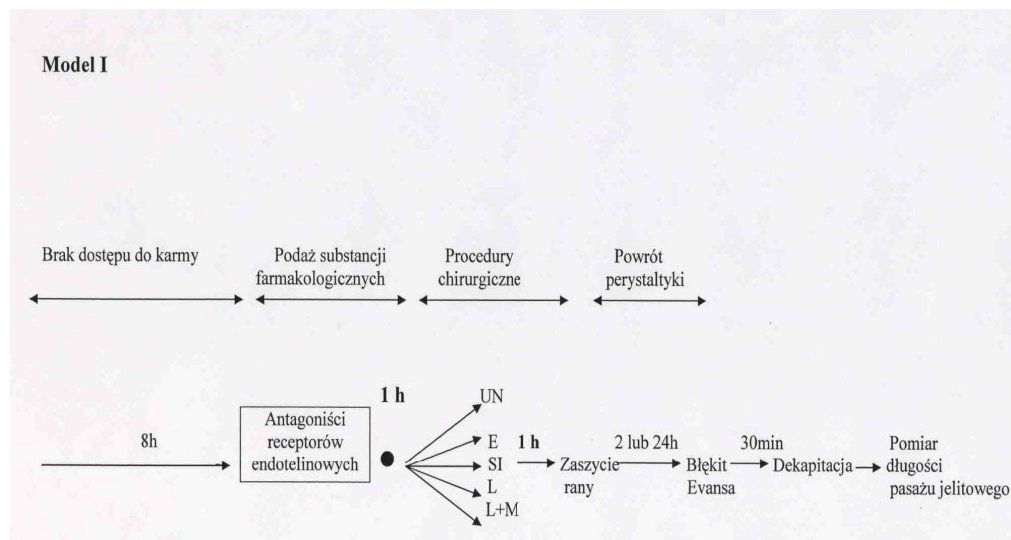 Model I
Brak dostępu do karmy
Podaż substancji
farmakologicznych
Procedury
chirurgiczne
Powrót
perystaltyki
8h
Antagoniści
receptorów
endotelinowych
1 h
UN
E
SI
L
L+M
1 h
Zaszycie
rany
2 lub 24h
Błękit
Evansa
30min
Dekapitacja
Pomiar
długości
pasażu jelitowego